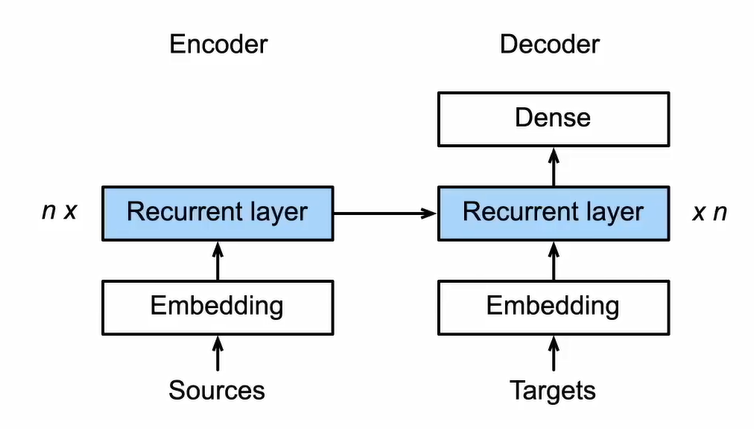 Encoder
Decoder
Dense
n x
Recurrent layer
Recurrent layer
x n
Embedding
Embedding
Sources
Targets